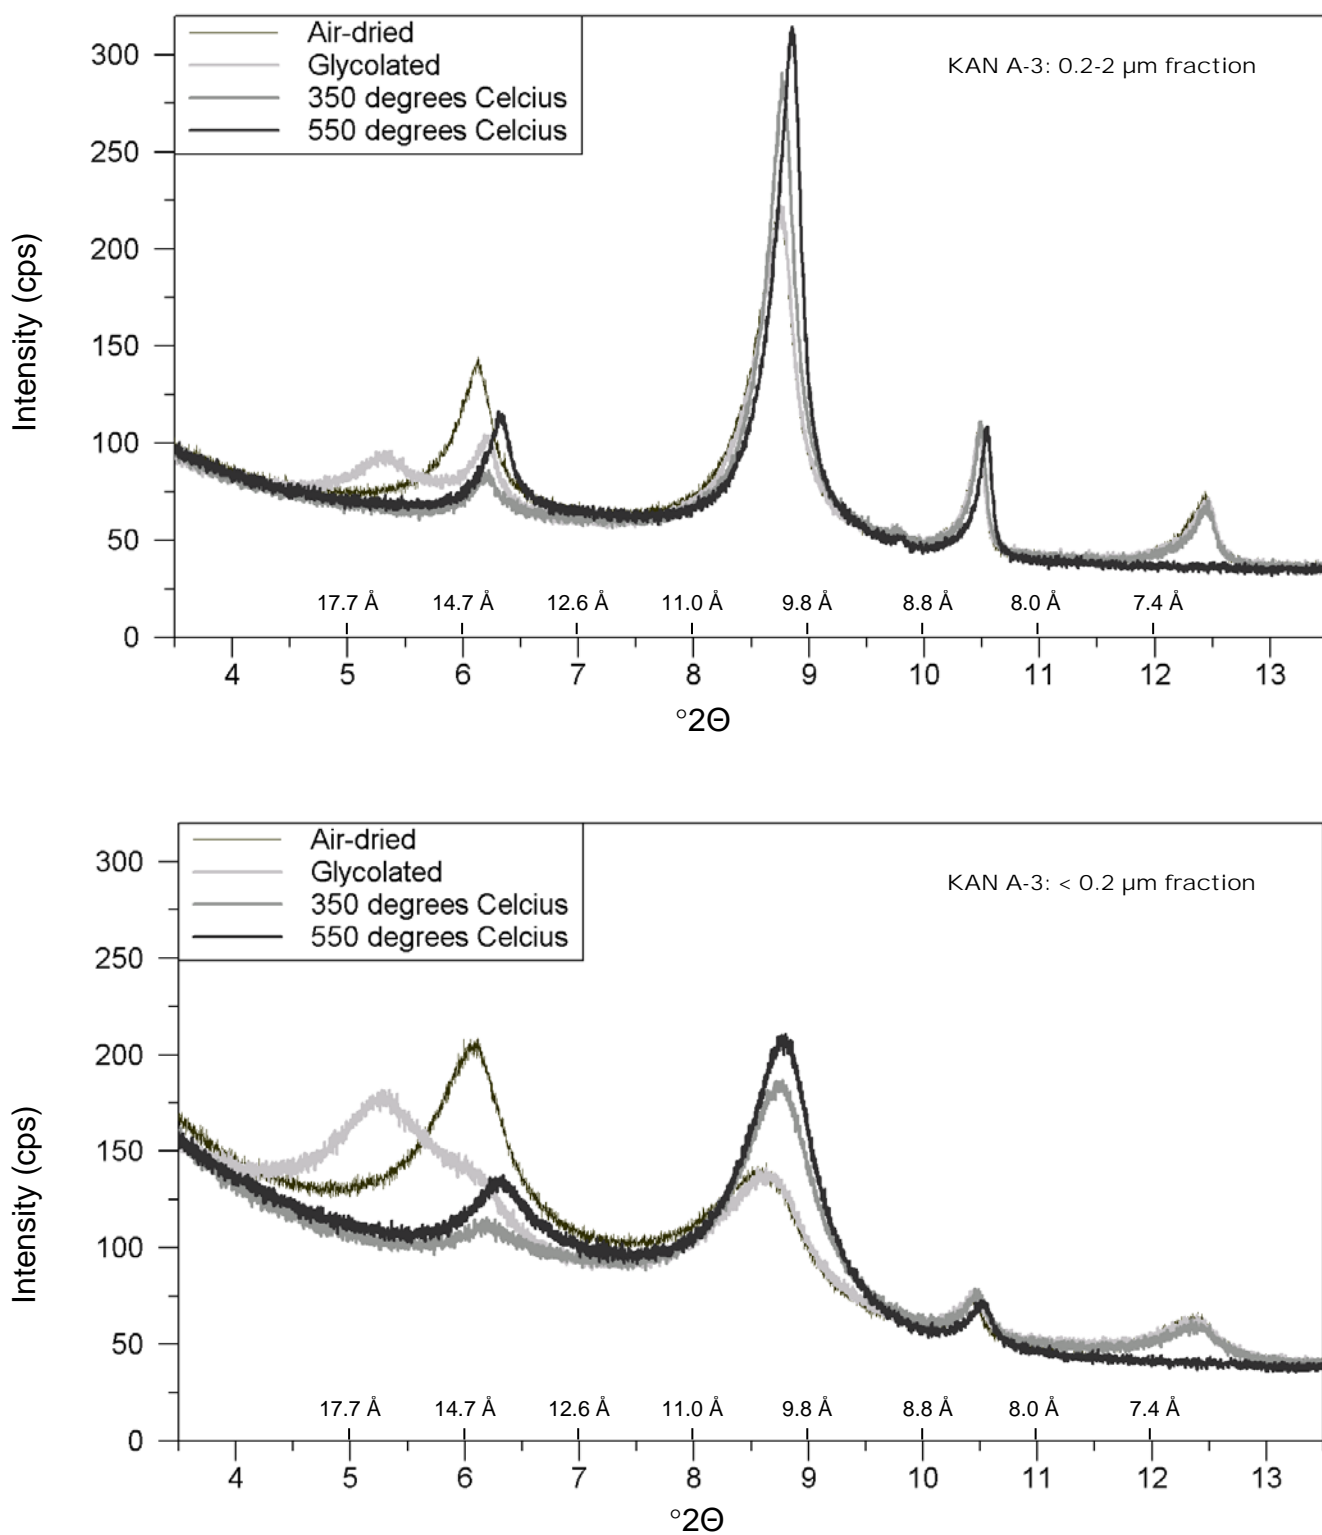 Air-dried
Glycolated
350 degrees Celcius
550 degrees Celcius
KAN A-3: 0.2-2 µm fraction
300
250
200
150
100
50
0
Intensity (cps)
17.7 Å 14.7 Å 12.6 Å 11.0 Å 9.8 Å 8.8 Å 8.0 Å 7.4 Å
4 5 6 7 8 9 10 11 12 13
°2Θ
Air-dried
Glycolated
350 degrees Celcius
550 degrees Celcius
KAN A-3: < 0.2 µm fraction
300
250
200
150
100
50
0
Intensity (cps)
17.7 Å 14.7 Å 12.6 Å 11.0 Å 9.8 Å 8.8 Å 8.0 Å 7.4 Å
4 5 6 7 8 9 10 11 12 13
°2Θ